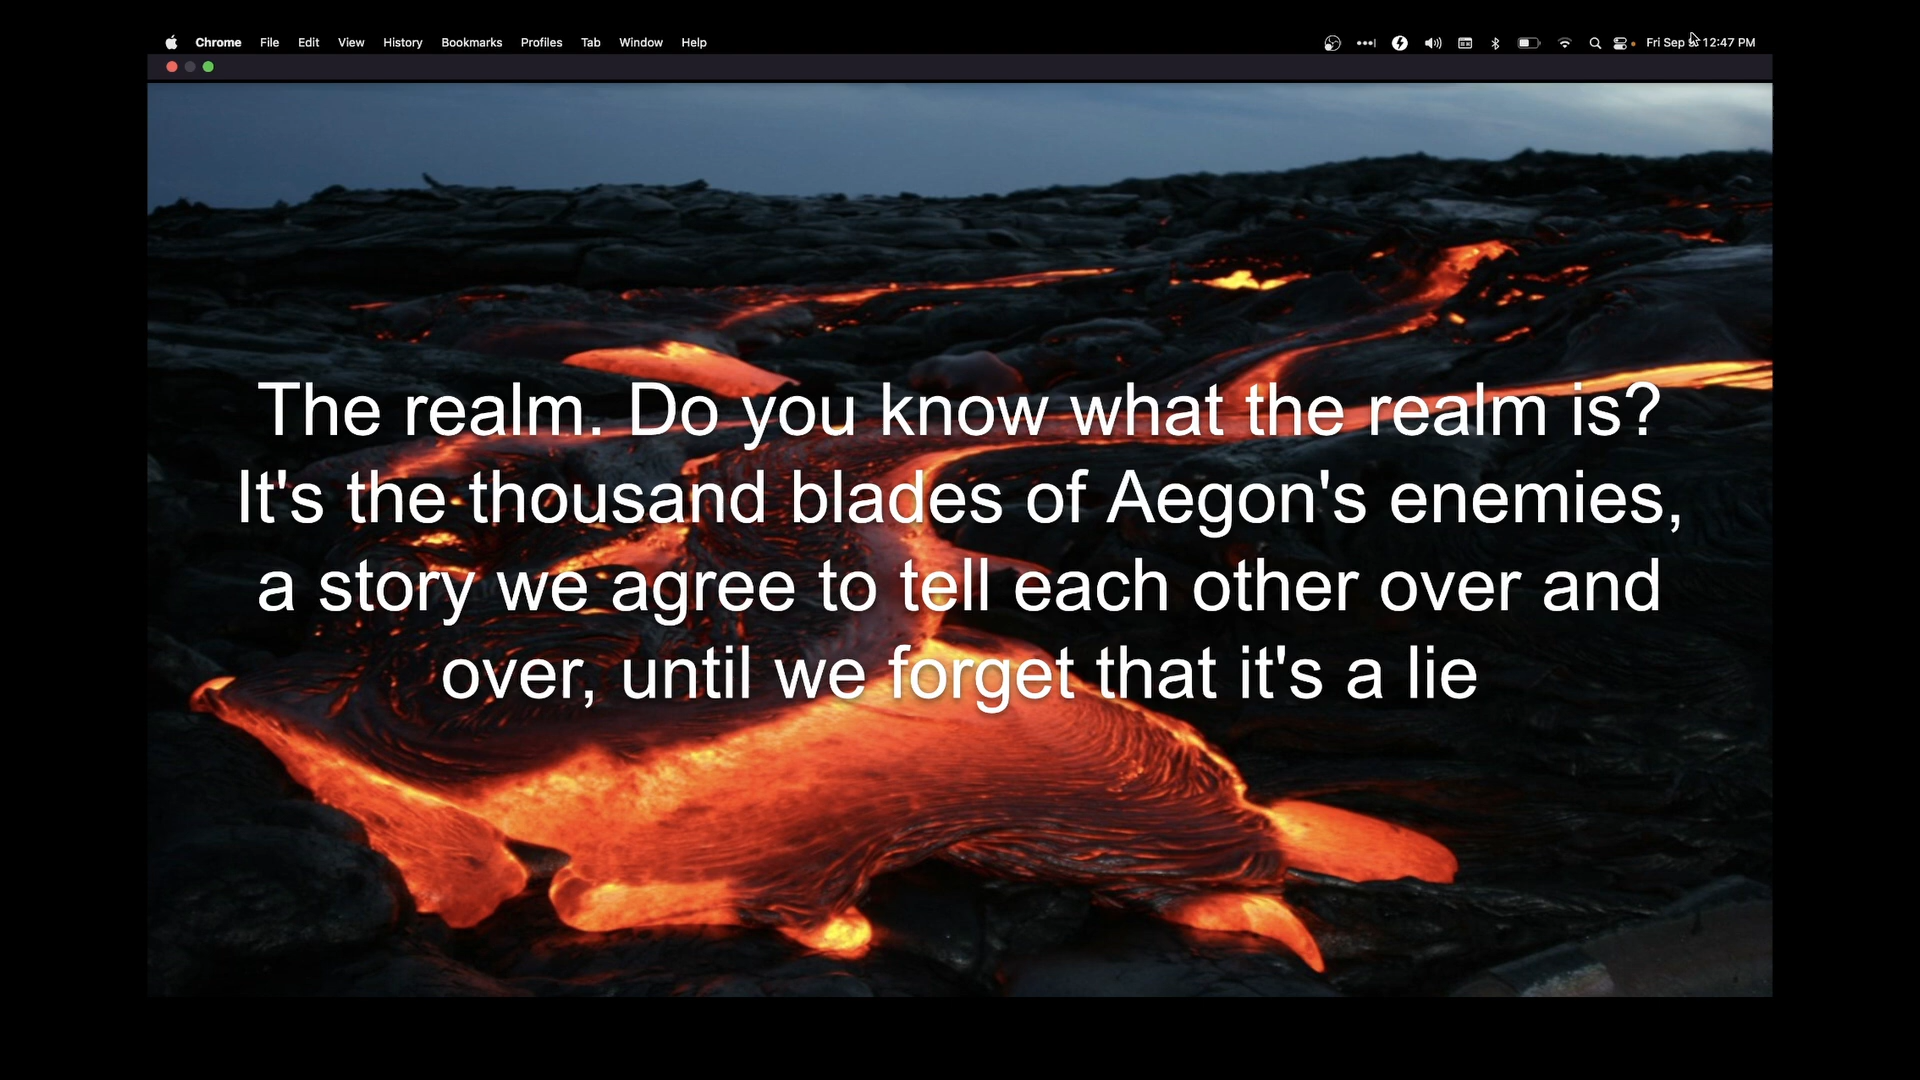 Chrome File Edit View History Bookmarks Profiles Tab Window Help Fri Sep 12:47 PM
The realm. Do you know what the realm is?
It's the thousand blades of Aegon's enemies,
a story we agree to tell each other over and
over, until we forget that it's a lie